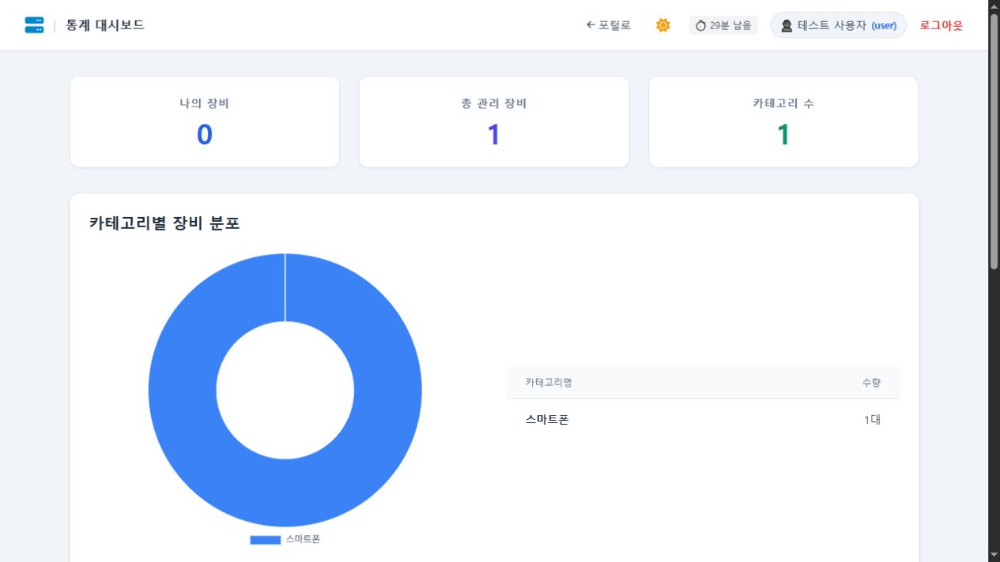 통계 대시보드
← 포털로
29분 남음
테스트 사용자 (user)
로그아웃
나의 장비
0
총 관리 장비
1
카테고리 수
1
카테고리별 장비 분포
카테고리명 수량
스마트폰 1대
스마트폰